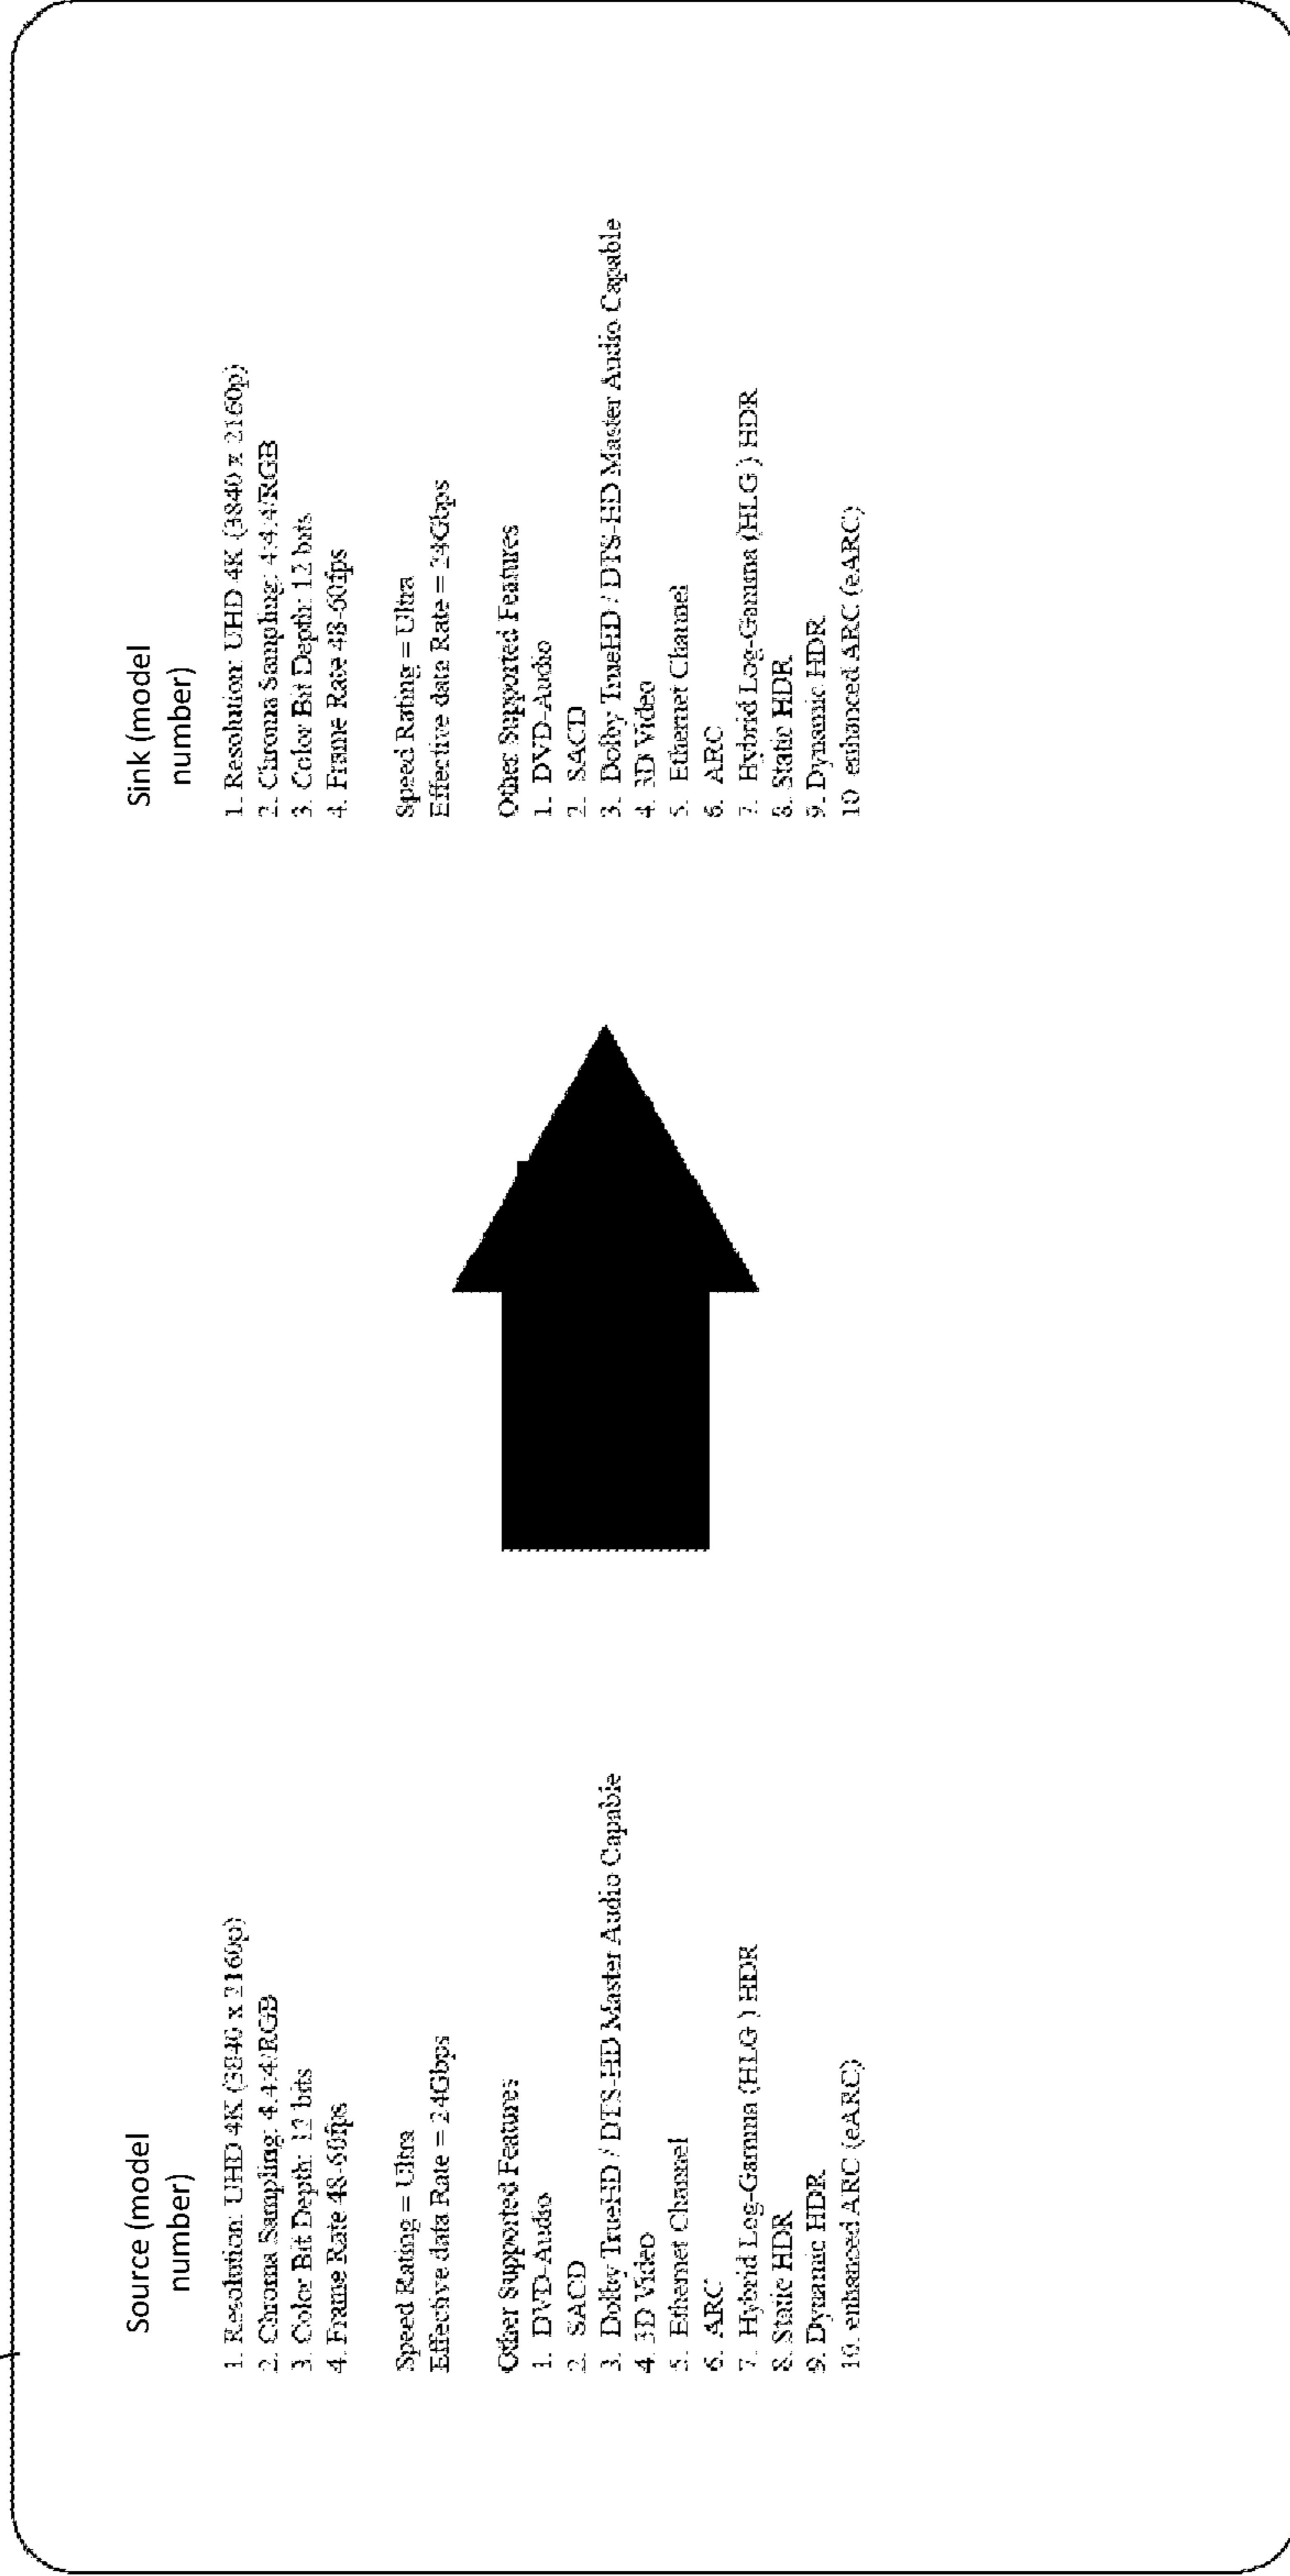 Source (model
number)
1. Resolution: UHD 4K (3840 x 2160p)
2. Chroma Sampling: 4:4:4/RGB
3. Color Bit Depth: 12 bits
4. Frame Rate 48-60fps
Speed Rating = Ultra
Effective data Rate = 24Gbps
Other Supported Features
1. DVD-Audio
2. SACD
3. Dolby TrueHD / DTS-HD Master Audio Capable
4. 3D Video
5. Ethernet Channel
6. ARC
7. Hybrid Log-Gamma (HLG ) HDR
8. Static HDR
9. Dynamic HDR
10. enhanced ARC (eARC)
Sink (model
number)
1. Resolution: UHD 4K (3840 x 2160p)
2. Chroma Sampling: 4:4:4/RGB
3. Color Bit Depth: 12 bits
4. Frame Rate 48-60fps
Speed Rating = Ultra
Effective data Rate = 24Gbps
Other Supported Features
1. DVD-Audio
2. SACD
3. Dolby TrueHD / DTS-HD Master Audio Capable
4. 3D Video
5. Ethernet Channel
6. ARC
7. Hybrid Log-Gamma (HLG ) HDR
8. Static HDR
9. Dynamic HDR
10. enhanced ARC (eARC)